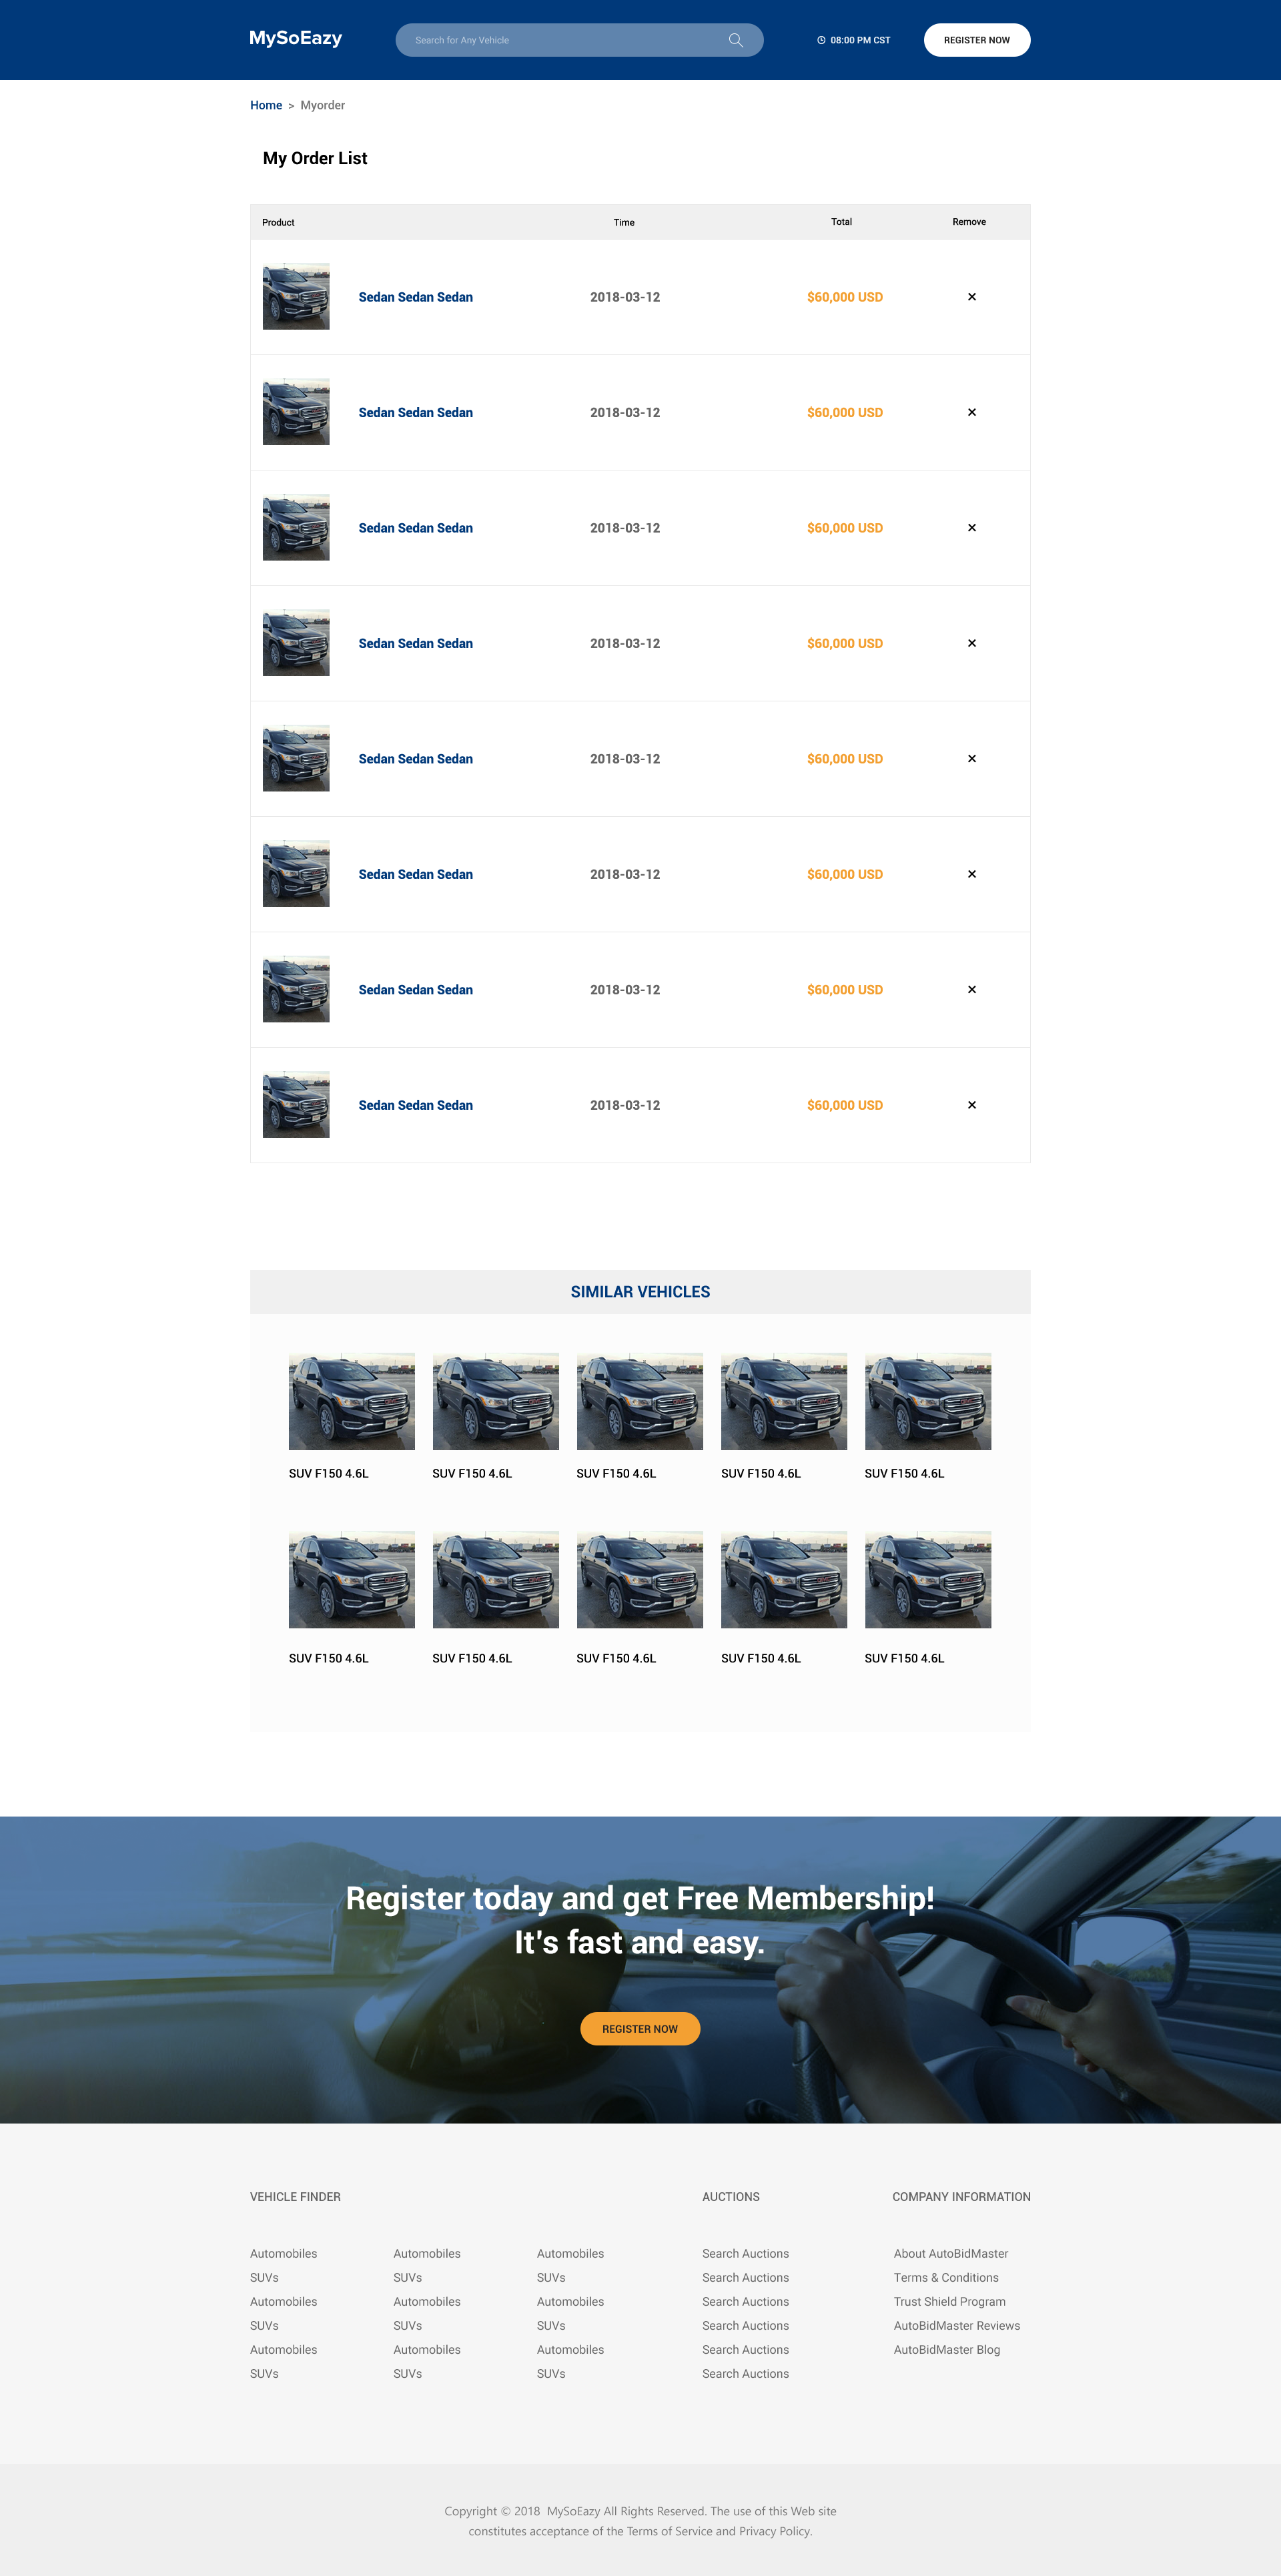 MySoEazy
Search for Any Vehicle
08:00 PM CST
REGISTER NOW
Home > Myorder
My Order List
Product Time Total Remove
Sedan Sedan Sedan 2018-03-12 $60,000 USD ×
Sedan Sedan Sedan 2018-03-12 $60,000 USD ×
Sedan Sedan Sedan 2018-03-12 $60,000 USD ×
Sedan Sedan Sedan 2018-03-12 $60,000 USD ×
Sedan Sedan Sedan 2018-03-12 $60,000 USD ×
Sedan Sedan Sedan 2018-03-12 $60,000 USD ×
Sedan Sedan Sedan 2018-03-12 $60,000 USD ×
Sedan Sedan Sedan 2018-03-12 $60,000 USD ×
SIMILAR VEHICLES
SUV F150 4.6L SUV F150 4.6L SUV F150 4.6L SUV F150 4.6L SUV F150 4.6L
SUV F150 4.6L SUV F150 4.6L SUV F150 4.6L SUV F150 4.6L SUV F150 4.6L
Register today and get Free Membership!
It's fast and easy.
REGISTER NOW
VEHICLE FINDER AUCTIONS COMPANY INFORMATION
Automobiles Automobiles Automobiles Search Auctions About AutoBidMaster
SUVs SUVs SUVs Search Auctions Terms & Conditions
Automobiles Automobiles Automobiles Search Auctions Trust Shield Program
SUVs SUVs SUVs Search Auctions AutoBidMaster Reviews
Automobiles Automobiles Automobiles Search Auctions AutoBidMaster Blog
SUVs SUVs SUVs Search Auctions
Copyright © 2018 MySoEazy All Rights Reserved. The use of this Web site
constitutes acceptance of the Terms of Service and Privacy Policy.